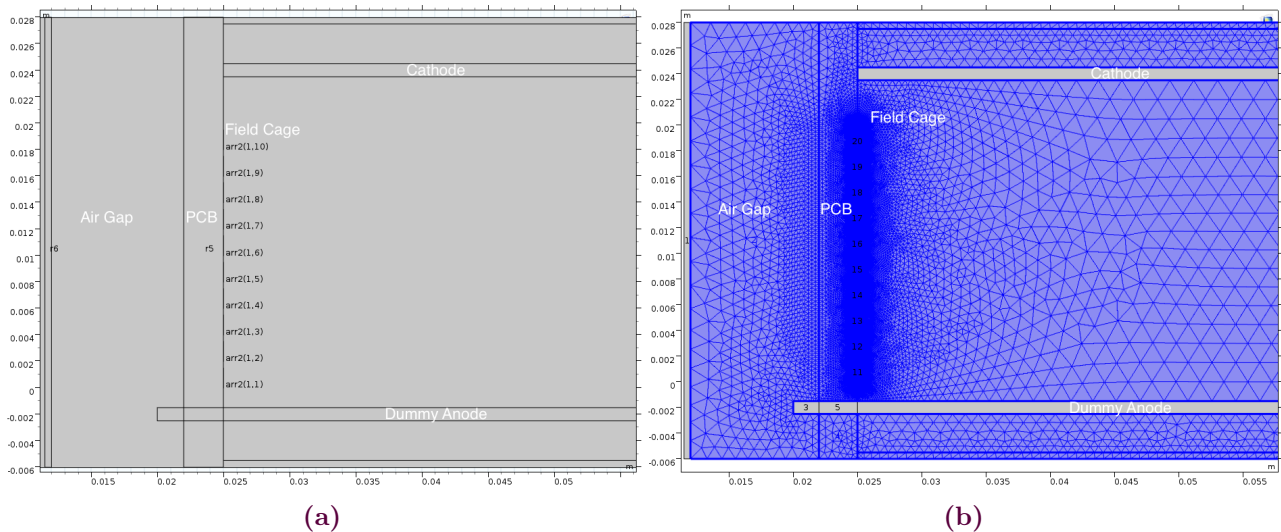 m
0.028
0.026
0.024
0.022
0.02
0.018
0.016
0.014
0.012
0.01
0.008
0.006
0.004
0.002
0
-0.002
-0.004
-0.006
Cathode
Field Cage
arr2(1,10)
arr2(1,9)
arr2(1,8)
Air Gap
PCB
arr2(1,7)
r6
r5
arr2(1,6)
arr2(1,5)
arr2(1,4)
arr2(1,3)
arr2(1,2)
arr2(1,1)
Dummy Anode
m
0.015
0.02
0.025
0.03
0.035
0.04
0.045
0.05
0.055
(a)
m
0.028
0.026
0.024
0.022
0.02
0.018
0.016
0.014
0.012
0.01
0.008
0.006
0.004
0.002
0
-0.002
-0.004
-0.006
Cathode
Field Cage
20
19
18
Air Gap
PCB
17
1
16
15
14
13
12
11
3
5
Dummy Anode
m
0.015
0.02
0.025
0.03
0.035
0.04
0.045
0.05
0.055
(b)